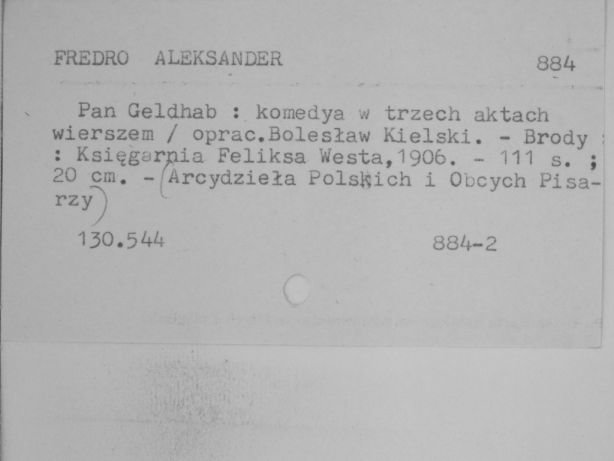 FREDRO ALEKSANDER 884
Pan Geldhab : komedya w trzech aktach
wierszem / oprac.Bolesław Kielski. - Brody :
: Księgarnia Feliksa Westa,1906. - 111 s. ;
20 cm. - (Arcydzieła Polskich i Obcych Pisa-
rzy)
130.544 884-2